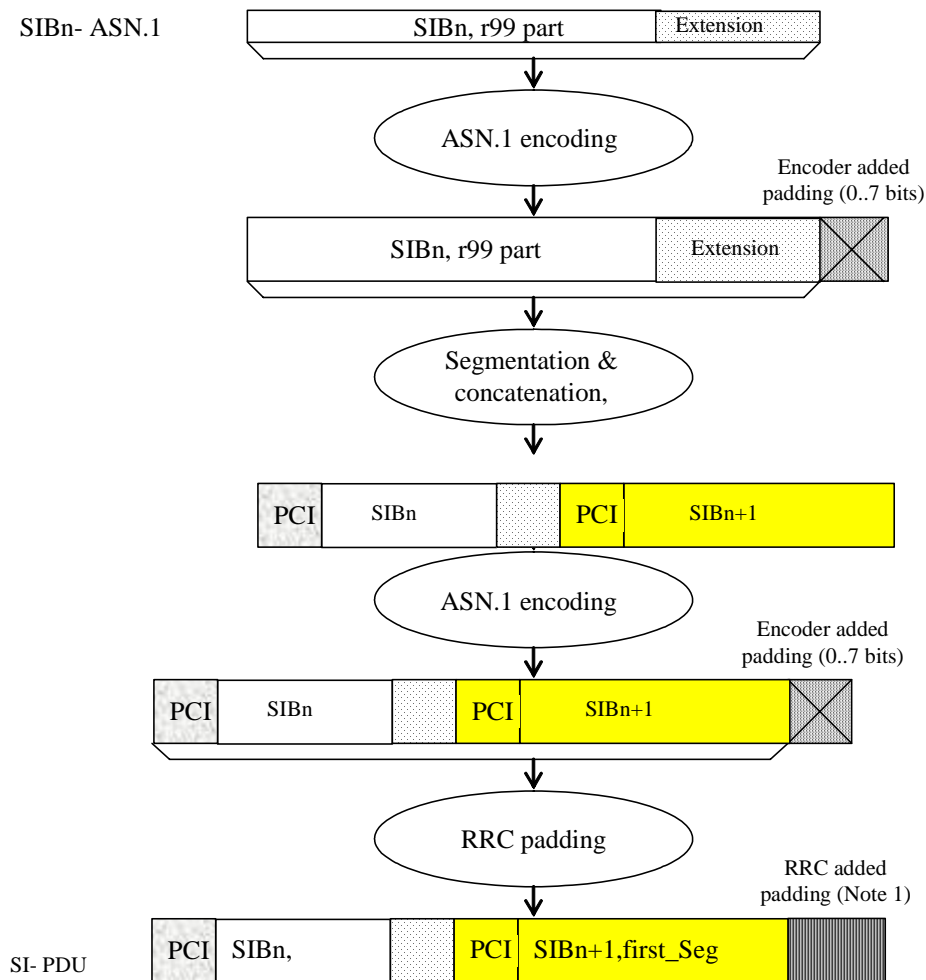 SIBn- ASN.1
SIBn, r99 part
Extension
ASN.1 encoding
Encoder added
padding (0..7 bits)
SIBn, r99 part
Extension
Segmentation &
concatenation,
PCI
SIBn
PCI
SIBn+1
ASN.1 encoding
Encoder added
padding (0..7 bits)
PCI
SIBn
PCI
SIBn+1
RRC padding
RRC added
padding (Note 1)
SI- PDU
PCI
SIBn,
PCI
SIBn+1,first_Seg